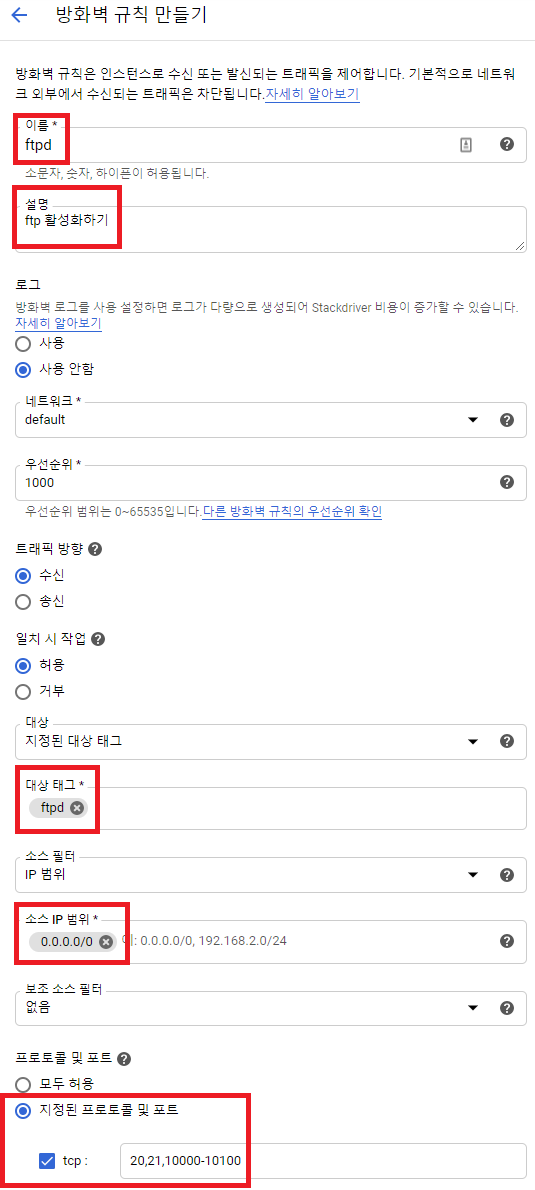 방화벽 규칙 만들기
방화벽 규칙은 인스턴스로 수신 또는 발신되는 트래픽을 제어합니다. 기본적으로 네트워
크 외부에서 수신되는 트래픽은 차단됩니다.자세히 알아보기
이름 *
ftpd
소문자, 숫자, 하이픈이 허용됩니다.
설명
ftp 활성화하기
로그
방화벽 로그를 사용 설정하면 로그가 다량으로 생성되어 Stackdriver 비용이 증가할 수 있습니다.
자세히 알아보기
사용
사용 안함
네트워크 *
default
우선순위 *
1000
우선순위 범위는 0~65535입니다.다른 방화벽 규칙의 우선순위 확인
트래픽 방향
수신
송신
일치 시 작업
허용
거부
대상
지정된 대상 태그
대상 태그 *
ftpd
소스 필터
IP 범위
소스 IP 범위 *
0.0.0.0/0 예: 0.0.0.0/0, 192.168.2.0/24
보조 소스 필터
없음
프로토콜 및 포트
모두 허용
지정된 프로토콜 및 포트
tcp : 20,21,10000-10100